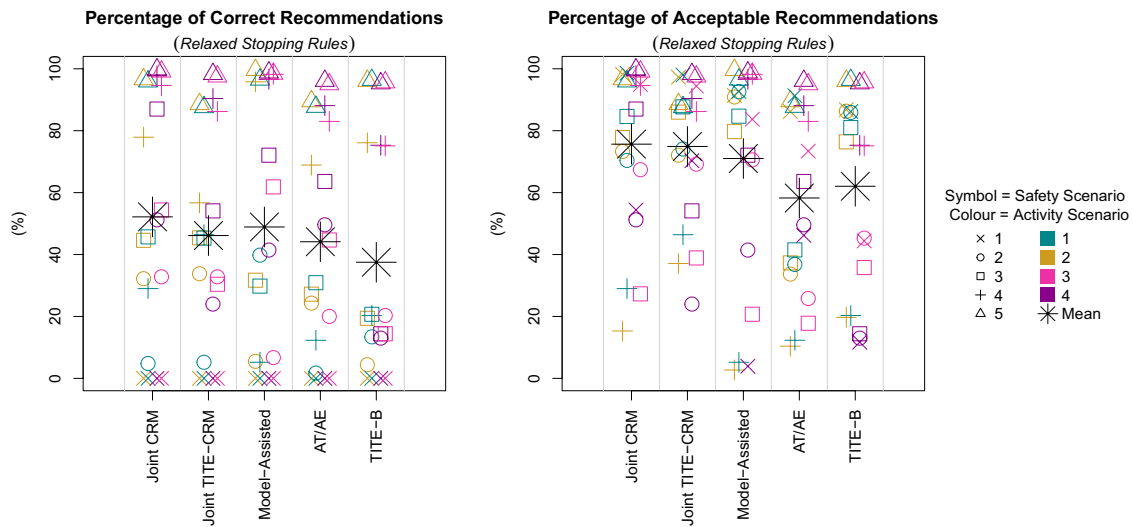 Percentage of Correct Recommendations
(Relaxed Stopping Rules)
(%)
100
80
60
40
20
0
Joint CRM
Joint TITE−CRM
Model−Assisted
AT/AE
TITE−B
Percentage of Acceptable Recommendations
(Relaxed Stopping Rules)
(%)
100
80
60
40
20
0
Joint CRM
Joint TITE−CRM
Model−Assisted
AT/AE
TITE−B
Symbol = Safety Scenario
Colour = Activity Scenario
1 1
2 2
3 3
4 4
5 Mean